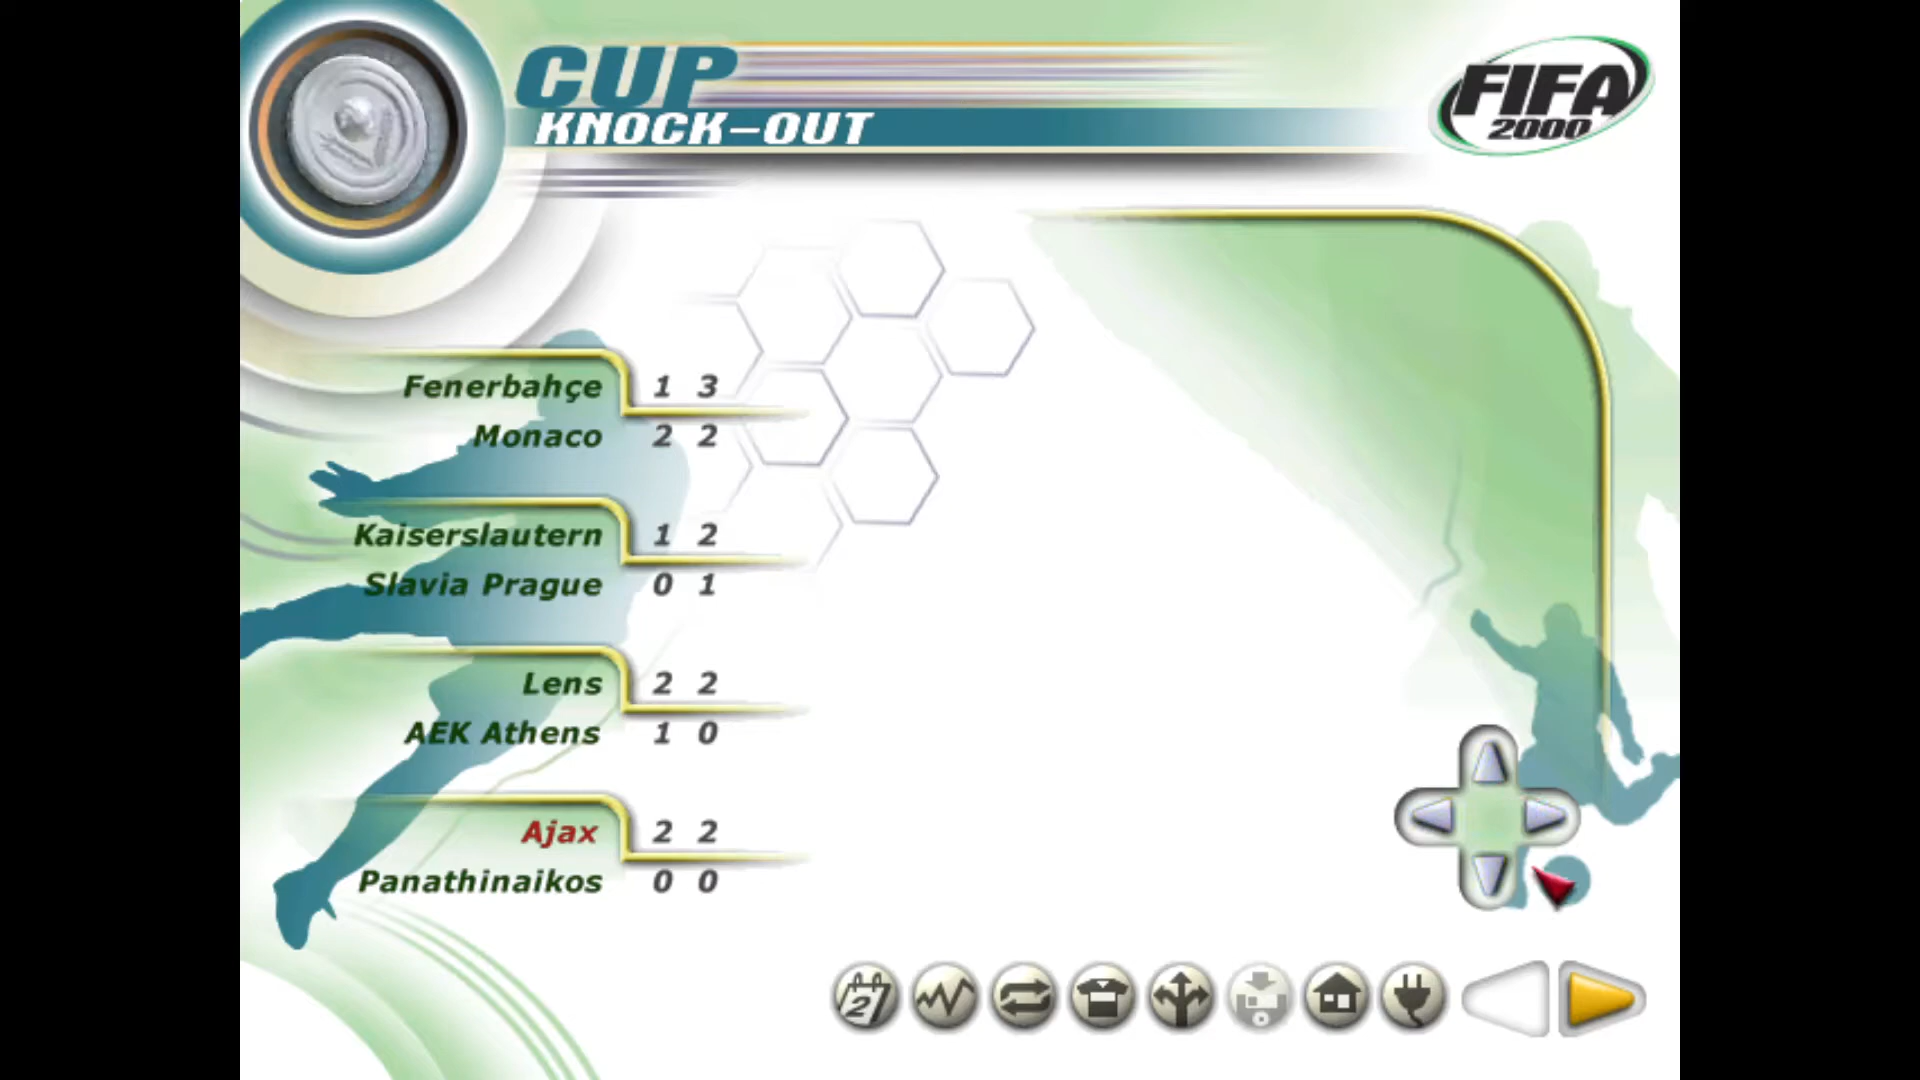 CUP
KNOCK-OUT
FIFA
2000
Fenerbahçe 1 3
Monaco 2 2
Kaiserslautern 1 2
Slavia Prague 0 1
Lens 2 2
AEK Athens 1 0
Ajax 2 2
Panathinaikos 0 0
2